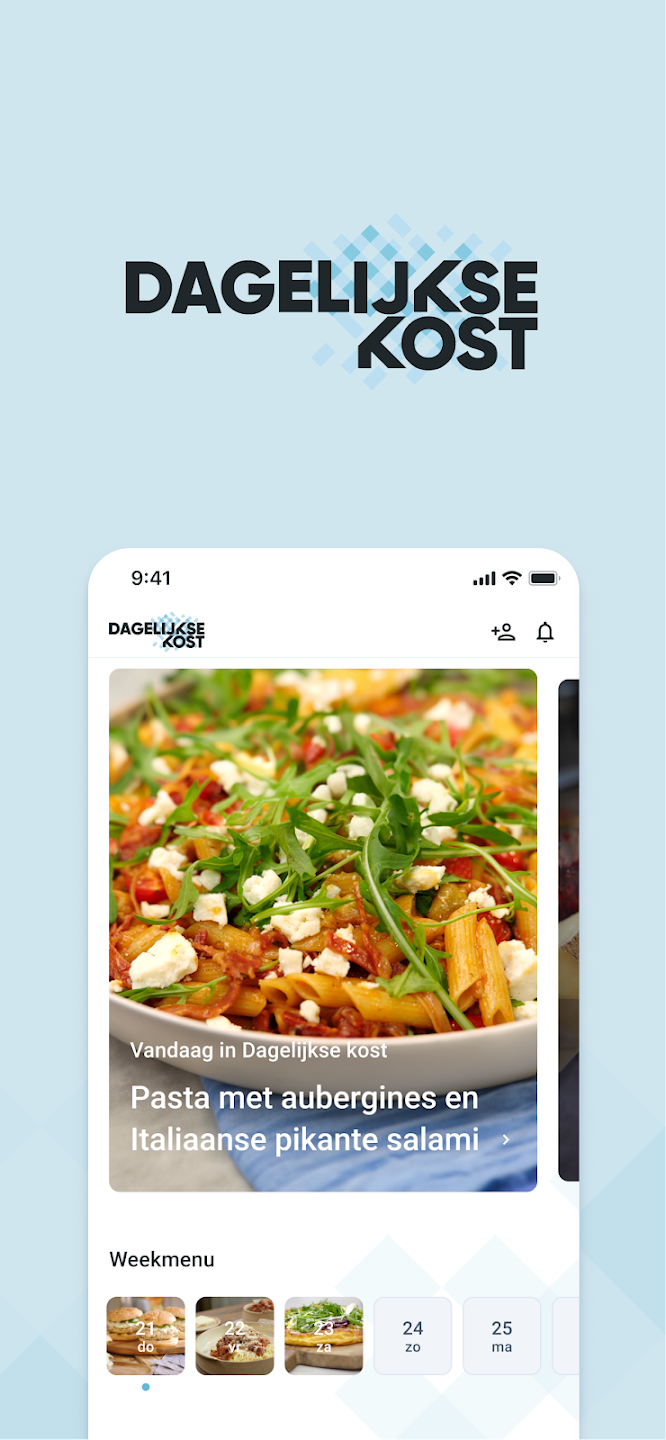 DAGELIJKSE
KOST
9:41
DAGELIJKSE
KOST
Vandaag in Dagelijkse kost
Pasta met aubergines en
Italiaanse pikante salami
Weekmenu
21 22 23 24 25
do vr za zo ma